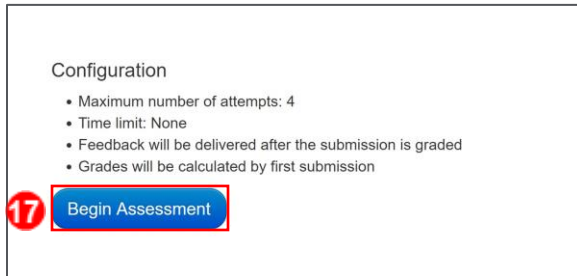 Configuration
• Maximum number of attempts: 4
• Time limit: None
• Feedback will be delivered after the submission is graded
• Grades will be calculated by first submission
17 Begin Assessment